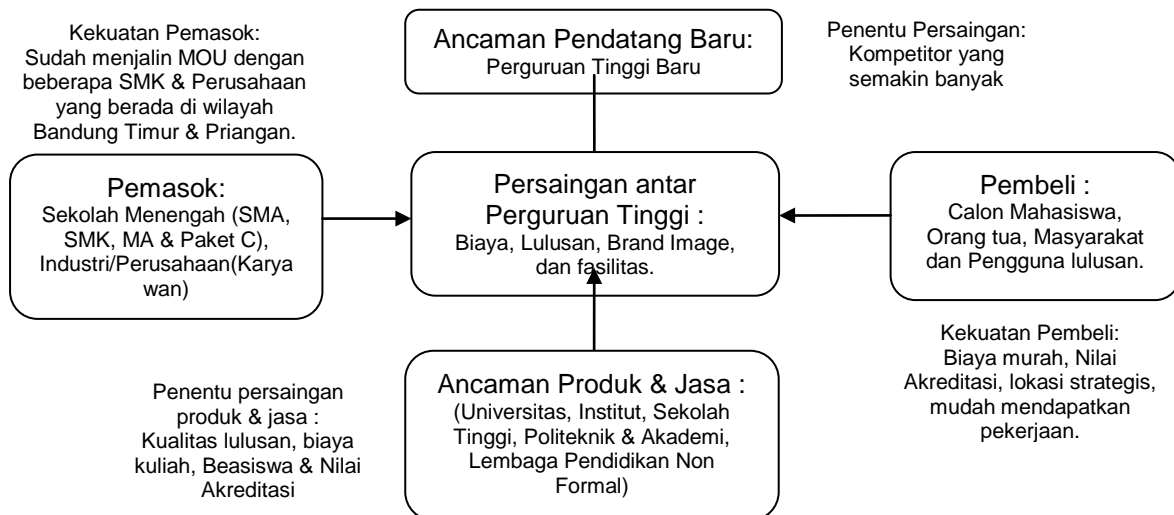 Kekuatan Pemasok:
Sudah menjalin MOU dengan
beberapa SMK & Perusahaan
yang berada di wilayah
Bandung Timur & Priangan.
Ancaman Pendatang Baru:
Perguruan Tinggi Baru
Penentu Persaingan:
Kompetitor yang
semakin banyak
Pemasok:
Sekolah Menengah (SMA,
SMK, MA & Paket C),
Industri/Perusahaan(Karya
wan)
Persaingan antar
Perguruan Tinggi :
Biaya, Lulusan, Brand Image,
dan fasilitas.
Pembeli :
Calon Mahasiswa,
Orang tua, Masyarakat
dan Pengguna lulusan.
Kekuatan Pembeli:
Biaya murah, Nilai
Akreditasi, lokasi strategis,
mudah mendapatkan
pekerjaan.
Penentu persaingan
produk & jasa :
Kualitas lulusan, biaya
kuliah, Beasiswa & Nilai
Akreditasi
Ancaman Produk & Jasa :
(Universitas, Institut, Sekolah
Tinggi, Politeknik & Akademi,
Lembaga Pendidikan Non
Formal)